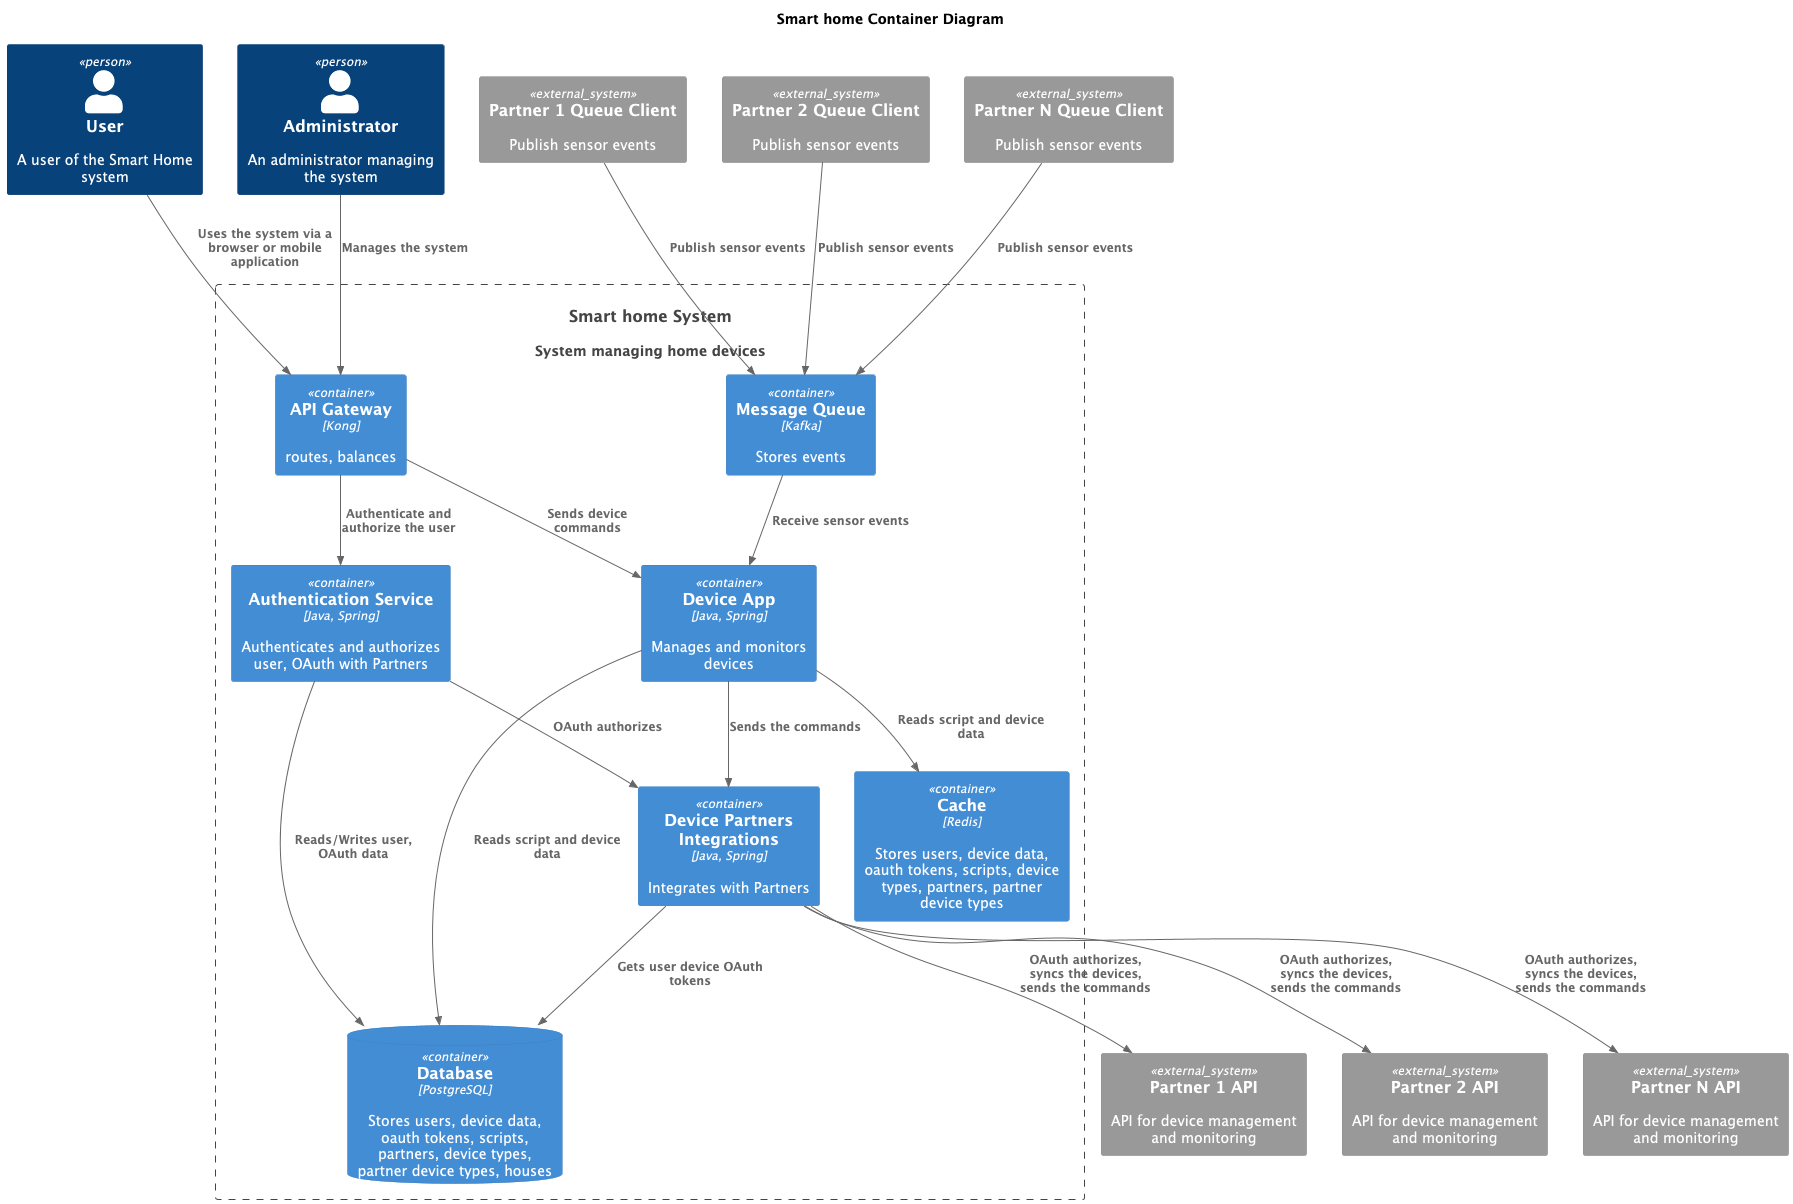 Smart home Container Diagram
«person»
User
A user of the Smart Home
system
«person»
Administrator
An administrator managing
the system
«external_system»
Partner 1 Queue Client
Publish sensor events
«external_system»
Partner 2 Queue Client
Publish sensor events
«external_system»
Partner N Queue Client
Publish sensor events
Uses the system via a
browser or mobile
application
Manages the system
Publish sensor events
Publish sensor events
Publish sensor events
Smart home System
System managing home devices
«container»
API Gateway
[Kong]
routes, balances
«container»
Message Queue
[Kafka]
Stores events
Authenticate and
authorize the user
Sends device
commands
Receive sensor events
«container»
Authentication Service
[Java, Spring]
Authenticates and authorizes
user, OAuth with Partners
«container»
Device App
[Java, Spring]
Manages and monitors
devices
OAuth authorizes
Sends the commands
Reads script and device
data
«container»
Device Partners
Integrations
[Java, Spring]
Integrates with Partners
«container»
Cache
[Redis]
Stores users, device data,
oauth tokens, scripts, device
types, partners, partner
device types
Reads/Writes user,
OAuth data
Reads script and device
data
Gets user device OAuth
tokens
OAuth authorizes,
syncs the devices,
sends the commands
OAuth authorizes,
syncs the devices,
sends the commands
OAuth authorizes,
syncs the devices,
sends the commands
«container»
Database
[PostgreSQL]
Stores users, device data,
oauth tokens, scripts,
partners, device types,
partner device types, houses
«external_system»
Partner 1 API
API for device management
and monitoring
«external_system»
Partner 2 API
API for device management
and monitoring
«external_system»
Partner N API
API for device management
and monitoring